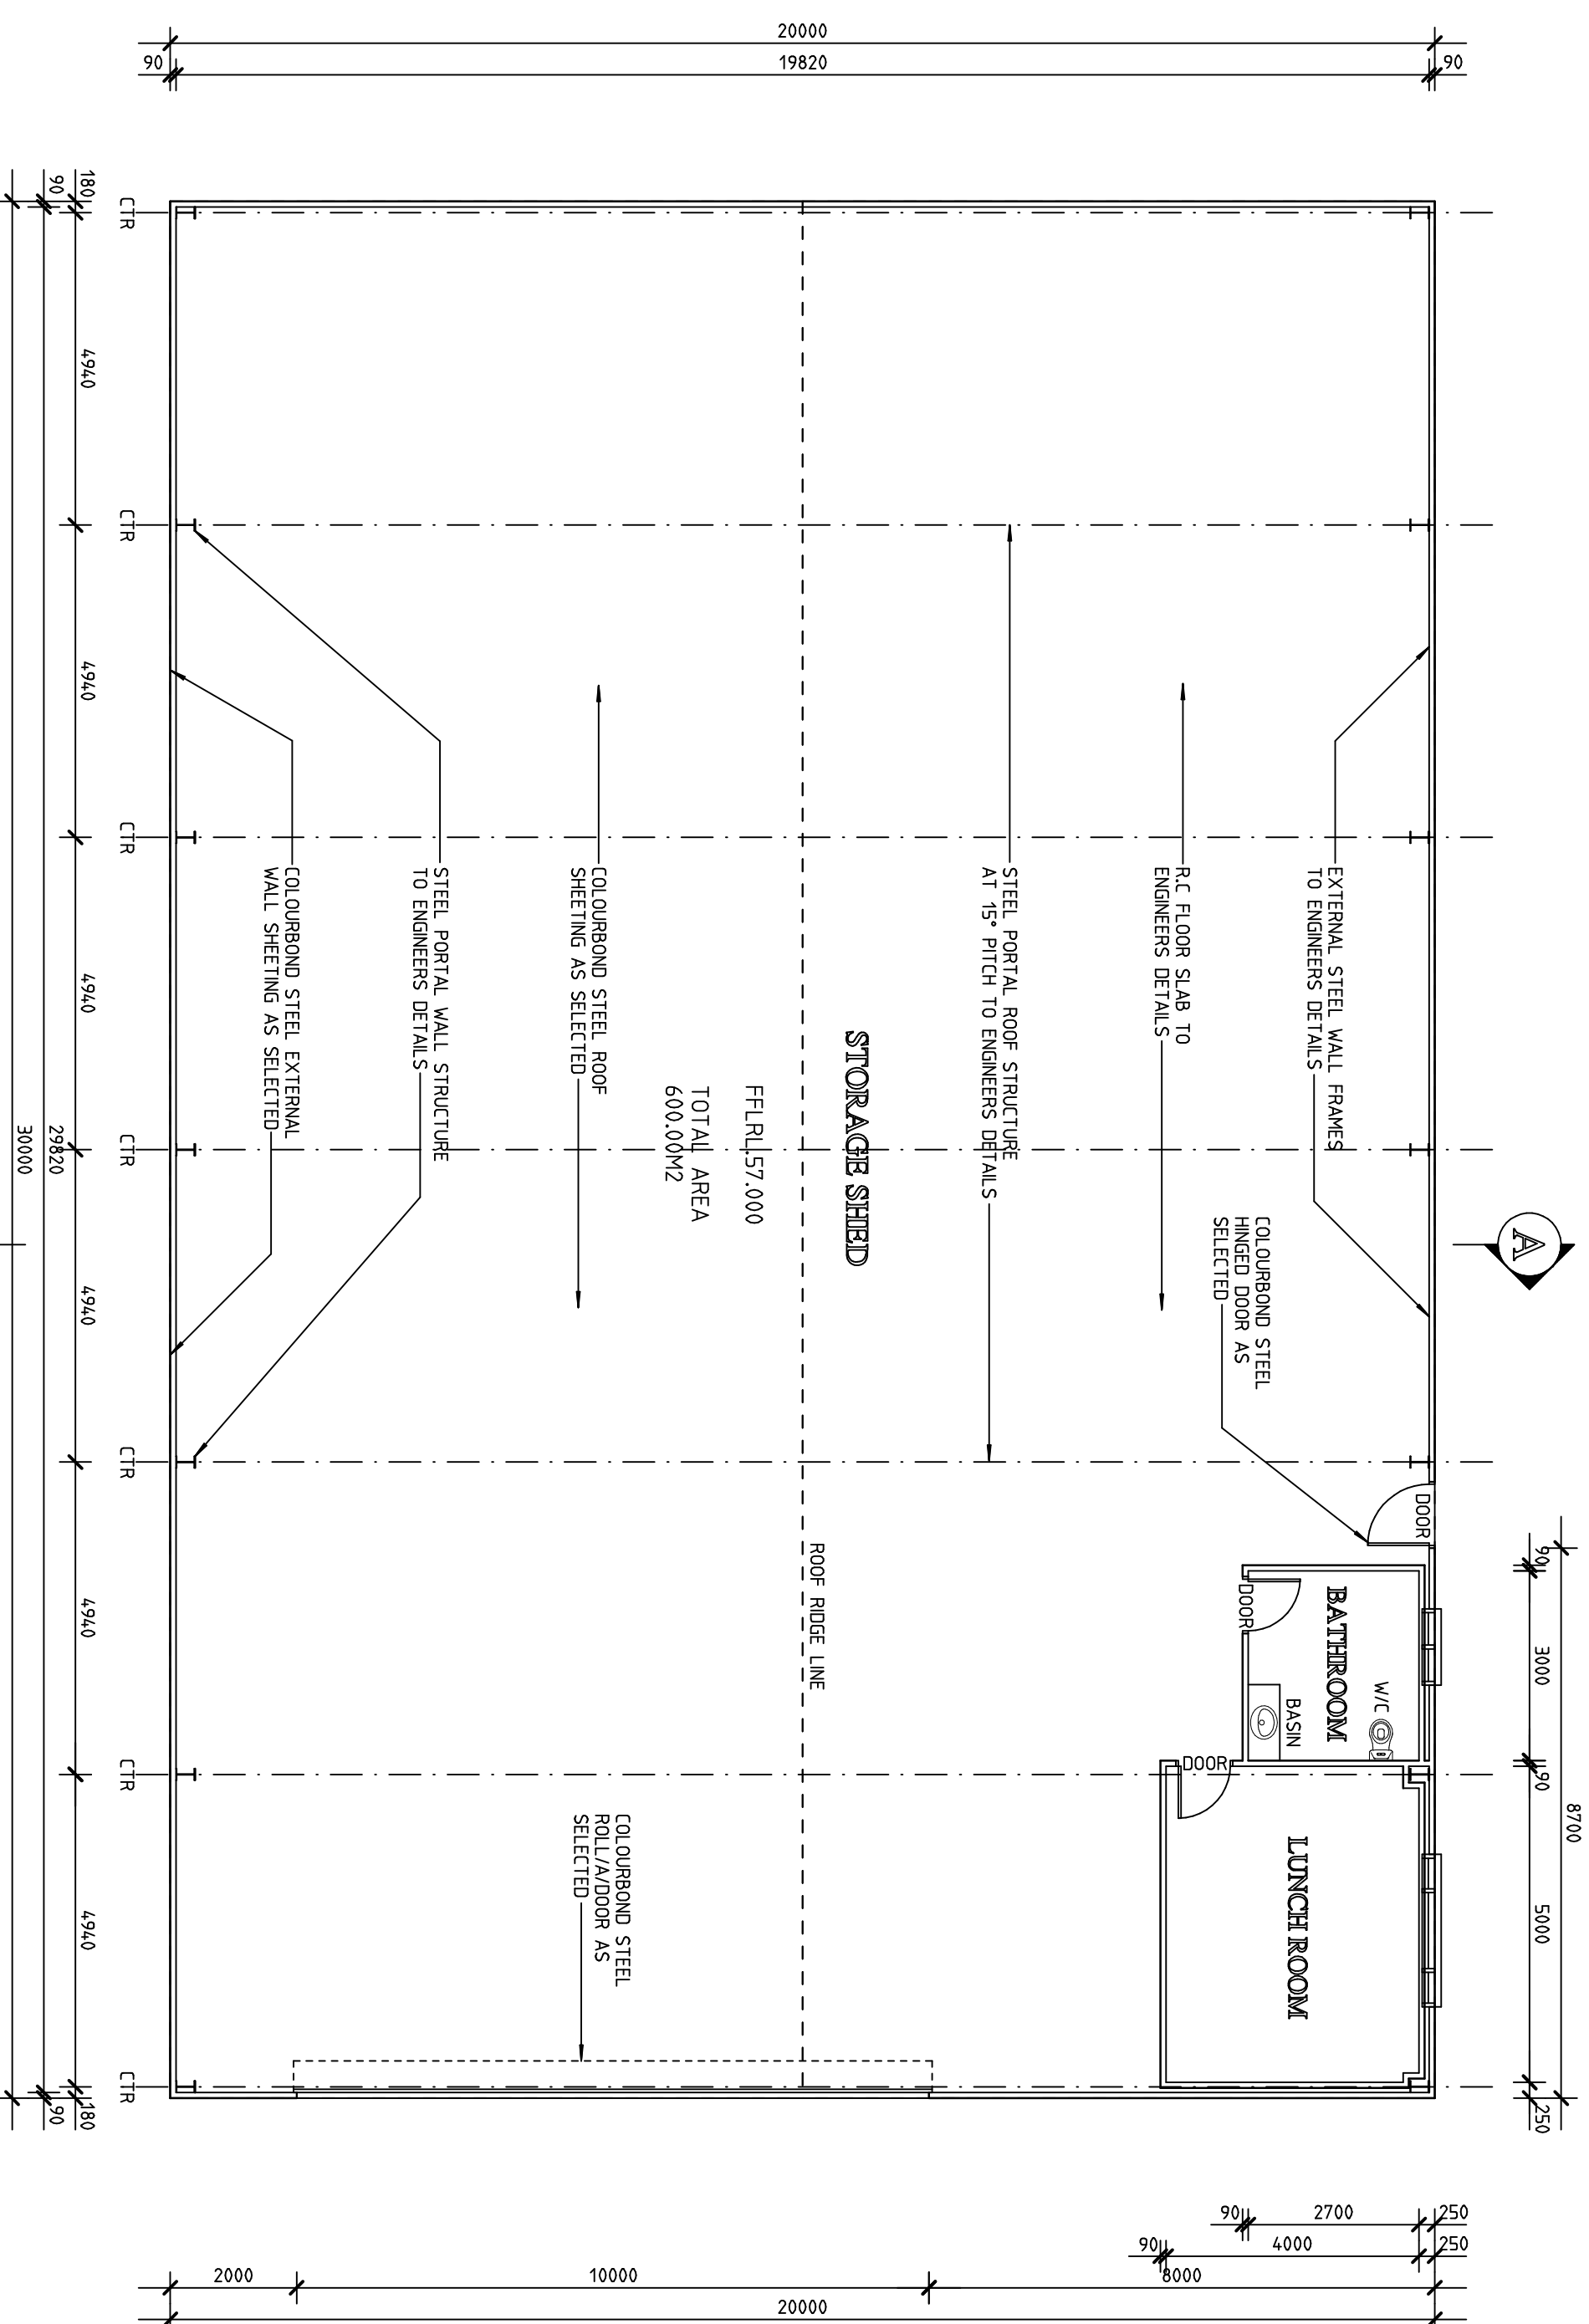 20000
90
19820
90
180
4940
4940
4940
4940
4940
4940
180
90
29820
90
30000
CTR
CTR
CTR
CTR
CTR
CTR
CTR
EXTERNAL STEEL WALL FRAMES
TO ENGINEERS DETAILS
R.C FLOOR SLAB TO
ENGINEERS DETAILS
STEEL PORTAL ROOF STRUCTURE
AT 15° PITCH TO ENGINEERS DETAILS
STORAGE SHED
FFLRL.57.000
TOTAL AREA
600.00M2
COLOURBOND STEEL ROOF
SHEETING AS SELECTED
STEEL PORTAL WALL STRUCTURE
TO ENGINEERS DETAILS
COLOURBOND STEEL EXTERNAL
WALL SHEETING AS SELECTED
A
COLOURBOND STEEL
HINGED DOOR AS
SELECTED
DOOR
ROOF RIDGE LINE
BATHROOM
DOOR
W/C
BASIN
DOOR
LUNCH ROOM
COLOURBOND STEEL
ROLL/A/DOOR AS
SELECTED
8700
90
3000
90
5000
250
90
2700
250
90
4000
250
2000
10000
8000
20000